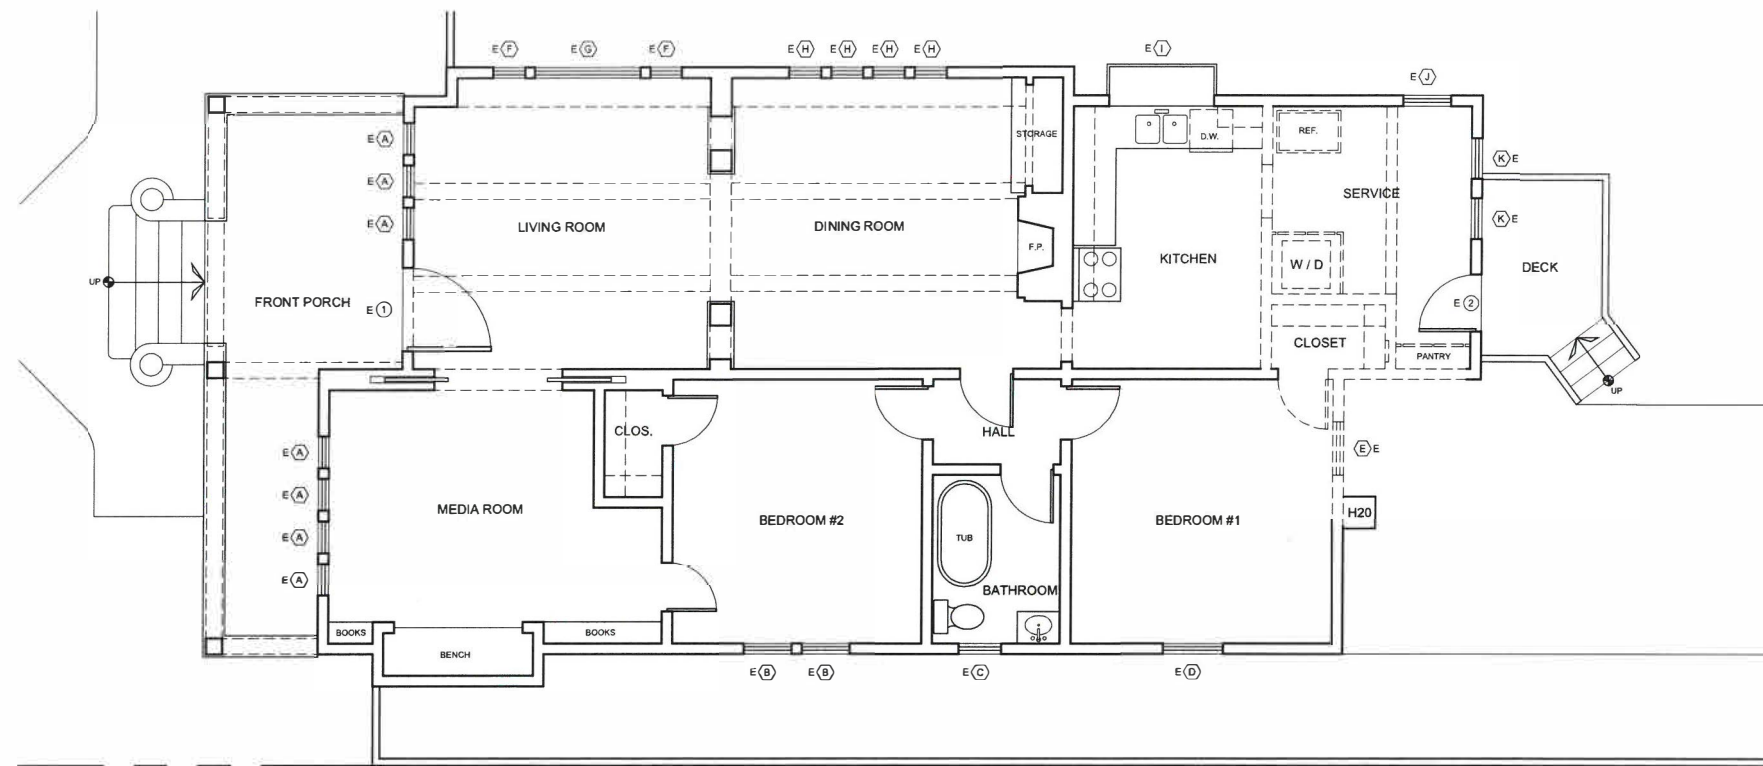 E F E G E F E H E H E H E H E I
E J
E A
STORAGE
D.W.
REF.
K E
E A
SERVICE
E A
K E
LIVING ROOM
DINING ROOM
F.P.
KITCHEN
W / D
DECK
UP
FRONT PORCH
E 1
E 2
CLOSET
PANTRY
UP
CLOS.
HALL
E A
E E
E A
MEDIA ROOM
BEDROOM #2
BEDROOM #1
H20
E A
TUB
E A
BATHROOM
BOOKS
BOOKS
BENCH
E B E B E C E D